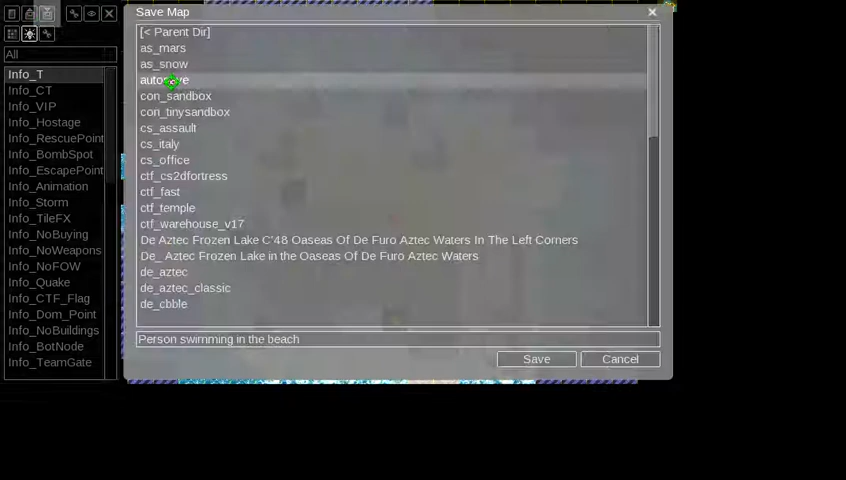 Save Map
All
Info_T
Info_CT
Info_VIP
Info_Hostage
Info_RescuePoint
Info_BombSpot
Info_EscapePoint
Info_Animation
Info_Storm
Info_TileFX
Info_NoBuying
Info_NoWeapons
Info_NoFOW
Info_Quake
Info_CTF_Flag
Info_Dom_Point
Info_NoBuildings
Info_BotNode
Info_TeamGate
[< Parent Dir]
as_mars
as_snow
autosave
con_sandbox
con_tinysandbox
cs_assault
cs_italy
cs_office
ctf_cs2dfortress
ctf_fast
ctf_temple
ctf_warehouse_v17
De Aztec Frozen Lake C'48 Oaseas Of De Furo Aztec Waters In The Left Corners
De_ Aztec Frozen Lake in the Oaseas Of De Furo Aztec Waters
de_aztec
de_aztec_classic
de_cbble
Person swimming in the beach
Save
Cancel